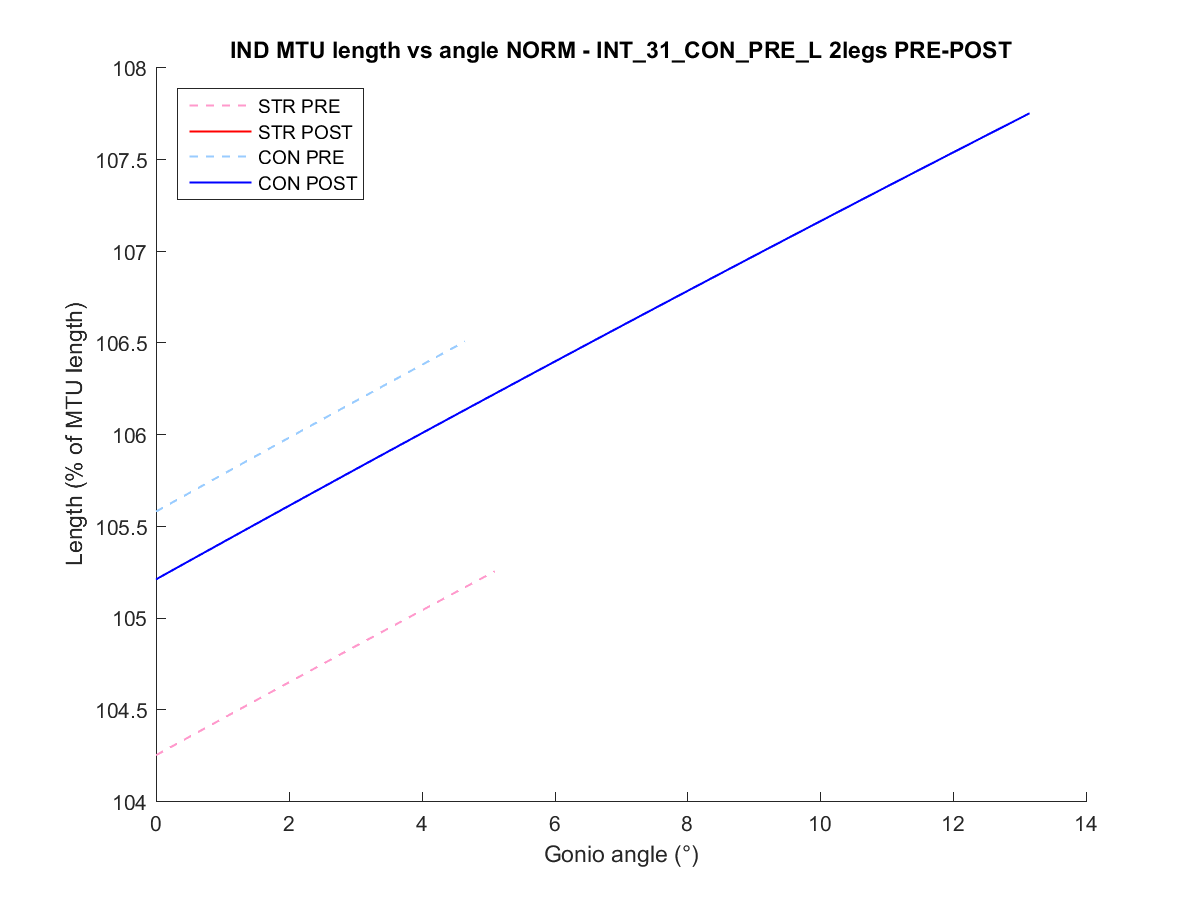 IND MTU length vs angle NORM - INT_31_CON_PRE_L 2legs PRE-POST
108
107.5
107
106.5
106
105.5
105
104.5
104
Length (% of MTU length)
STR PRE
STR POST
CON PRE
CON POST
0 2 4 6 8 10 12 14
Gonio angle (°)